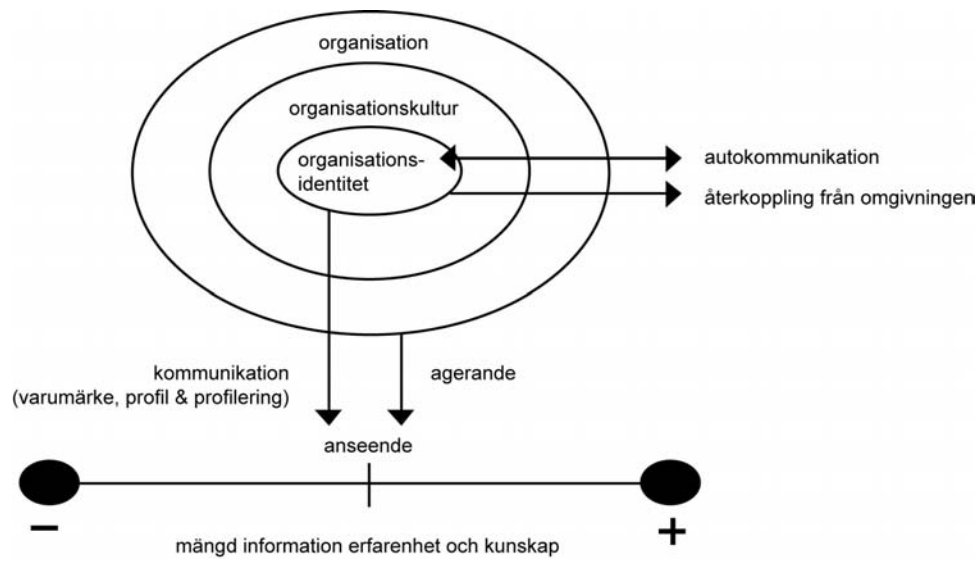 organisation
organisationskultur
organisations-
identitet
autokommunikation
återkoppling från omgivningen
kommunikation
(varumärke, profil & profilering)
agerande
anseende
– +
mängd information erfarenhet och kunskap